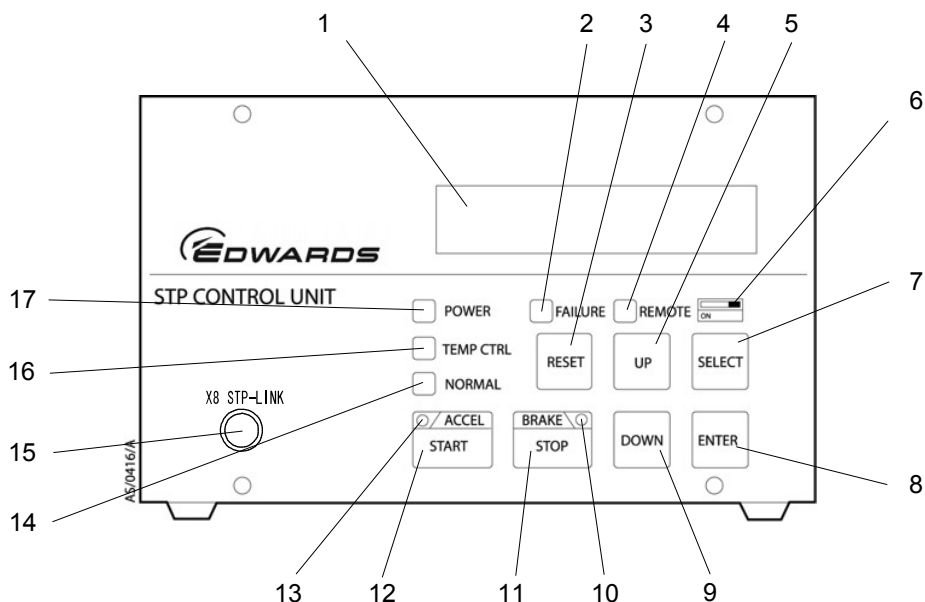 1 2 3 4 5
6
EDWARDS
STP CONTROL UNIT
17 POWER FAILURE REMOTE ON 7
16 TEMP CTRL RESET UP SELECT
NORMAL
X8 STP-LINK
15 ACCEL BRAKE
START STOP DOWN ENTER
AS/0416/A
8
14
13 12 11 10 9